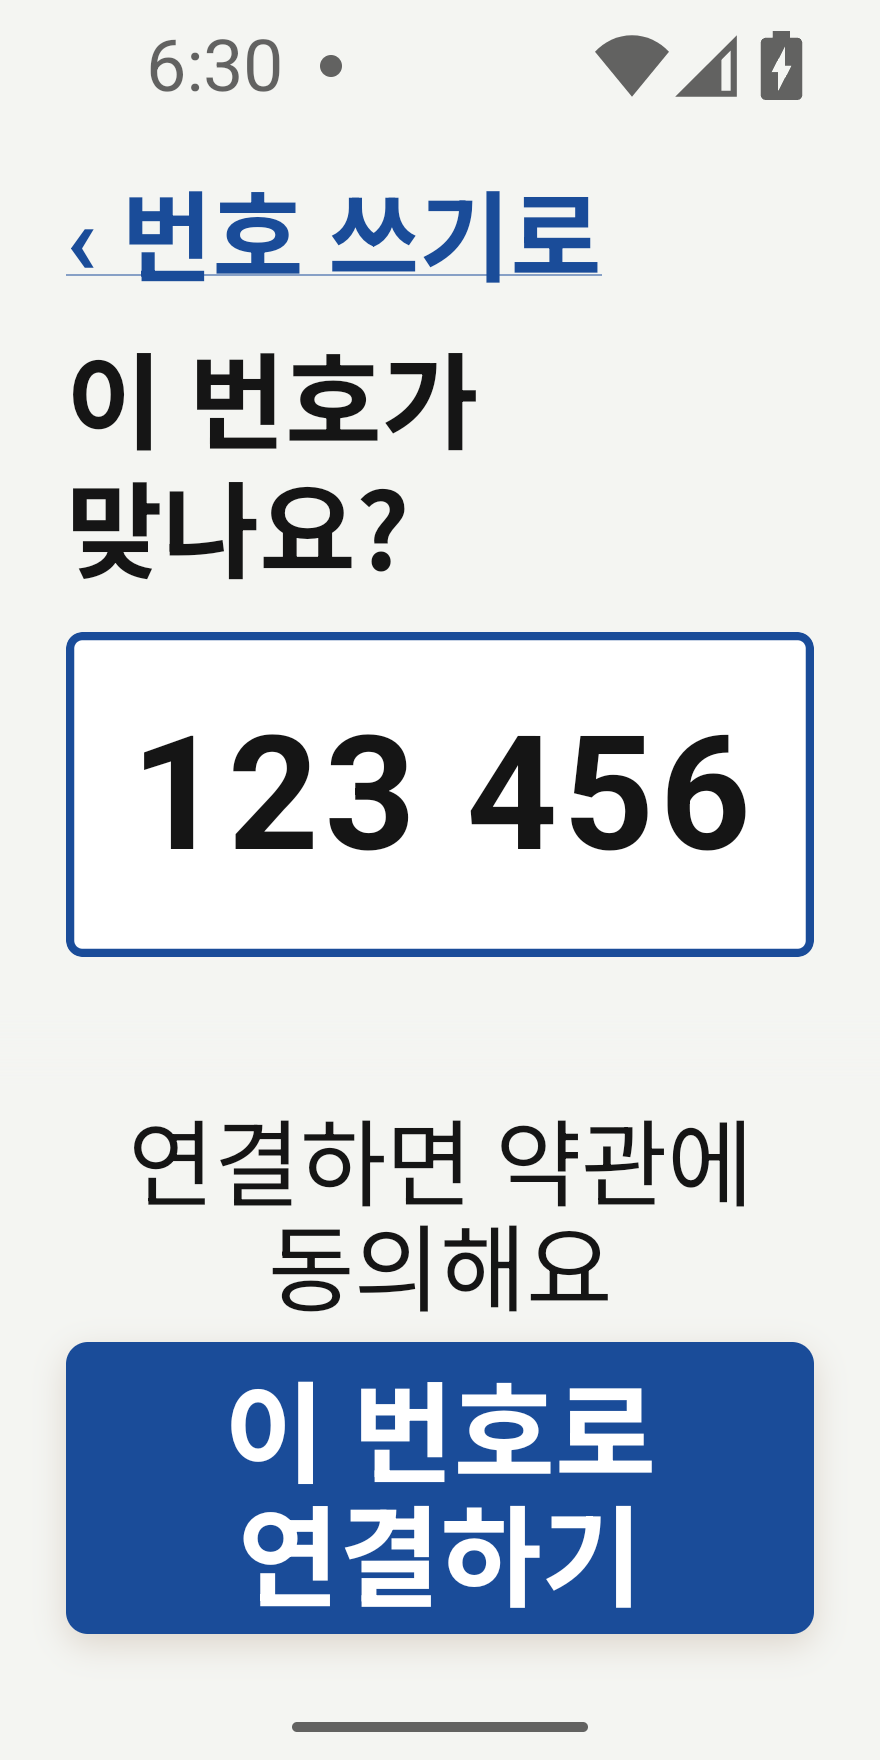 6:30
‹ 번호 쓰기로
이 번호가
맞나요?
123 456
연결하면 약관에
동의해요
이 번호로
연결하기